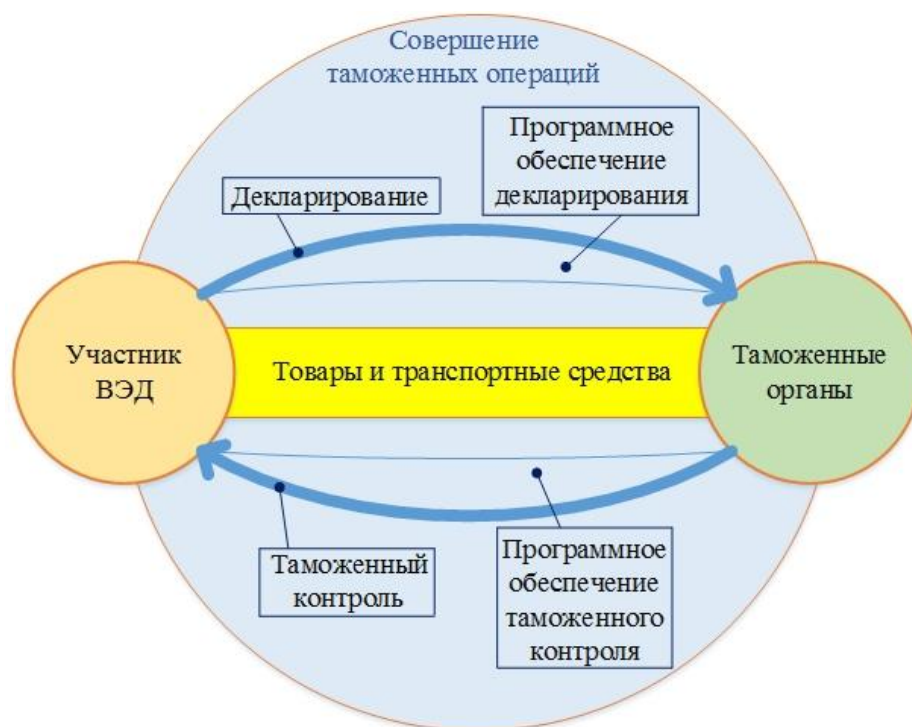 Совершение
таможенных операций
Программное
обеспечение
декларирования
Декларирование
Участник
ВЭД
Товары и транспортные средства
Таможенные
органы
Таможенный
контроль
Программное
обеспечение
таможенного
контроля